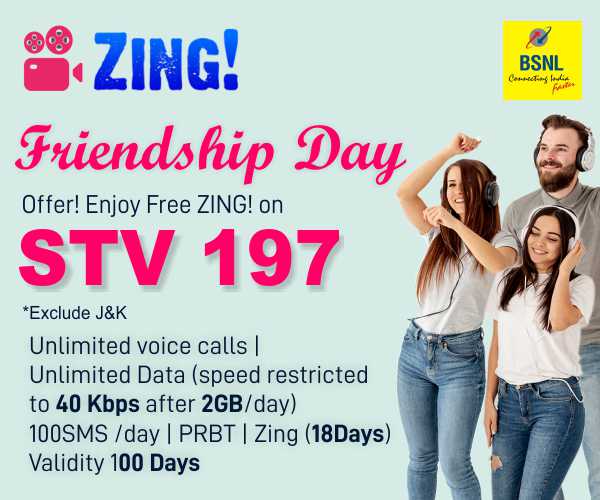 ZING!
BSNL
Connecting India
faster
Friendship Day
Offer! Enjoy Free ZING! on
STV 197
*Exclude J&K
Unlimited voice calls |
Unlimited Data (speed restricted
to 40 Kbps after 2GB/day)
100SMS /day | PRBT | Zing (18Days)
Validity 100 Days